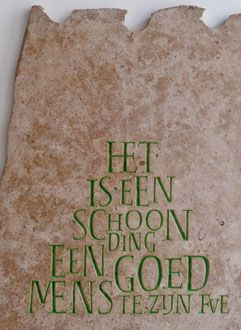 HET·
IS·EEN
SCHOON
DING
EEN GOED
MENS TE·ZIJN FVE